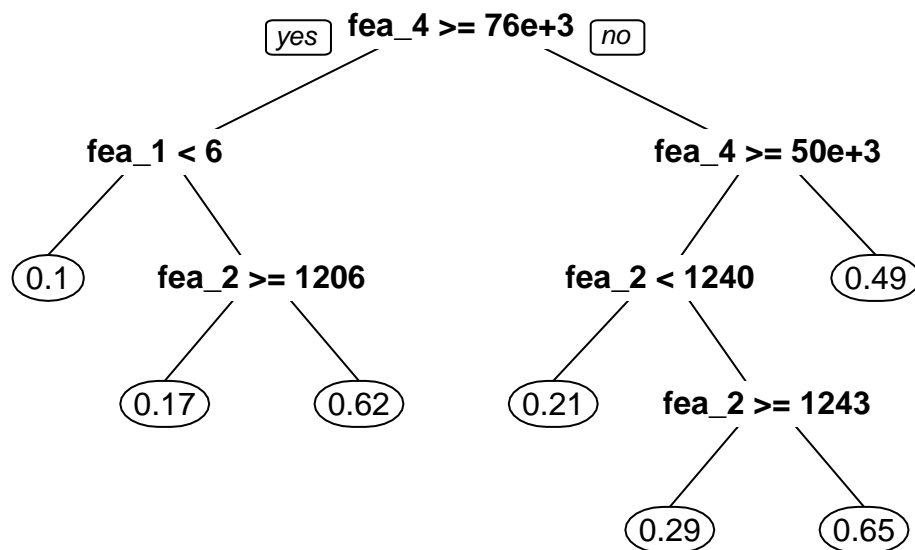 yes fea_4 >= 76e+3 no
fea_1 < 6 fea_4 >= 50e+3
0.1 fea_2 >= 1206 fea_2 < 1240 0.49
0.17 0.62 0.21 fea_2 >= 1243
0.29 0.65